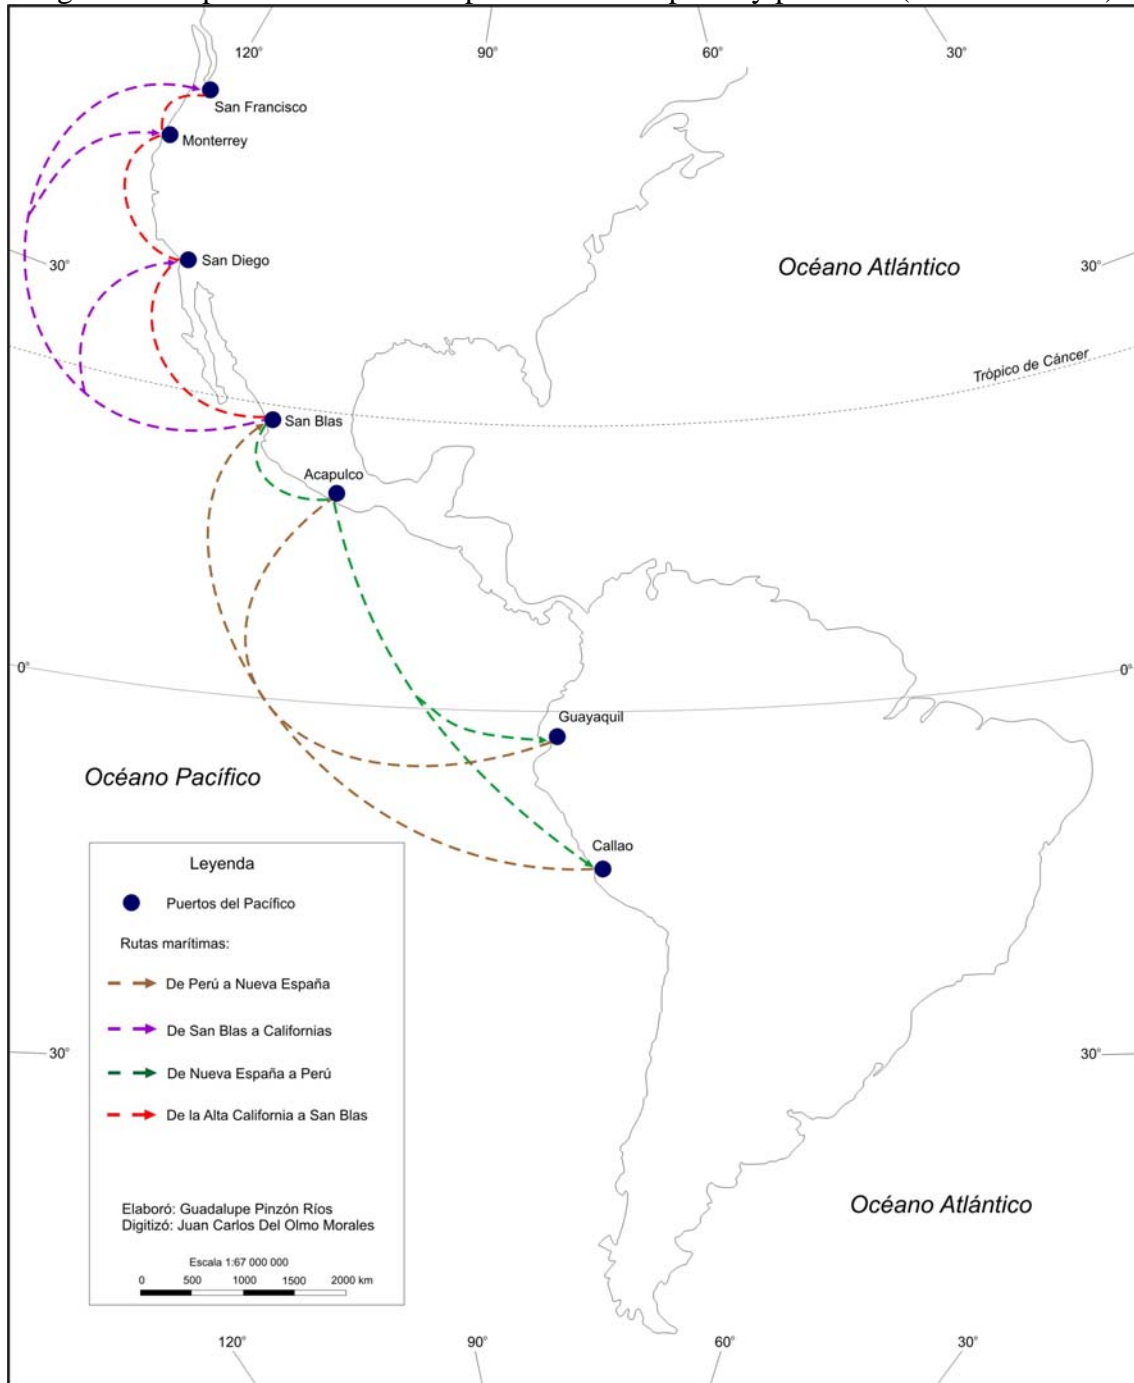 120°
90°
60°
30°
San Francisco
Monterrey
30°
San Diego
Océano Atlántico
30°
Trópico de Cáncer
San Blas
Acapulco
0°
0°
Guayaquil
Océano Pacífico
Callao
Leyenda
Puertos del Pacífico
Rutas marítimas:
De Perú a Nueva España
De San Blas a Californias
De Nueva España a Perú
De la Alta California a San Blas
30°
30°
Elaboró: Guadalupe Pinzón Ríos
Digitizó: Juan Carlos Del Olmo Morales
Océano Atlántico
Escala 1:67 000 000
0 500 1000 1500 2000 km
120°
90°
60°
30°